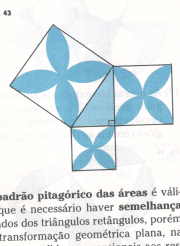 43
padrão pitagórico das áreas é váli-
que é necessário haver semelhança
ados dos triângulos retângulos, porém
transformação geométrica plana, na